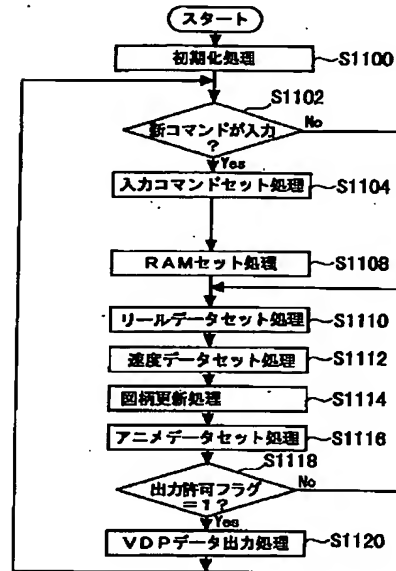 スタート
初期化処理
S1100
S1102
新コマンドが入力
?
No
Yes
入力コマンドセット処理
S1104
RAMセット処理
S1108
リールデータセット処理
S1110
速度データセット処理
S1112
図柄更新処理
S1114
アニメデータセット処理
S1116
S1118
出力許可フラグ
=1?
No
Yes
VDPデータ出力処理
S1120